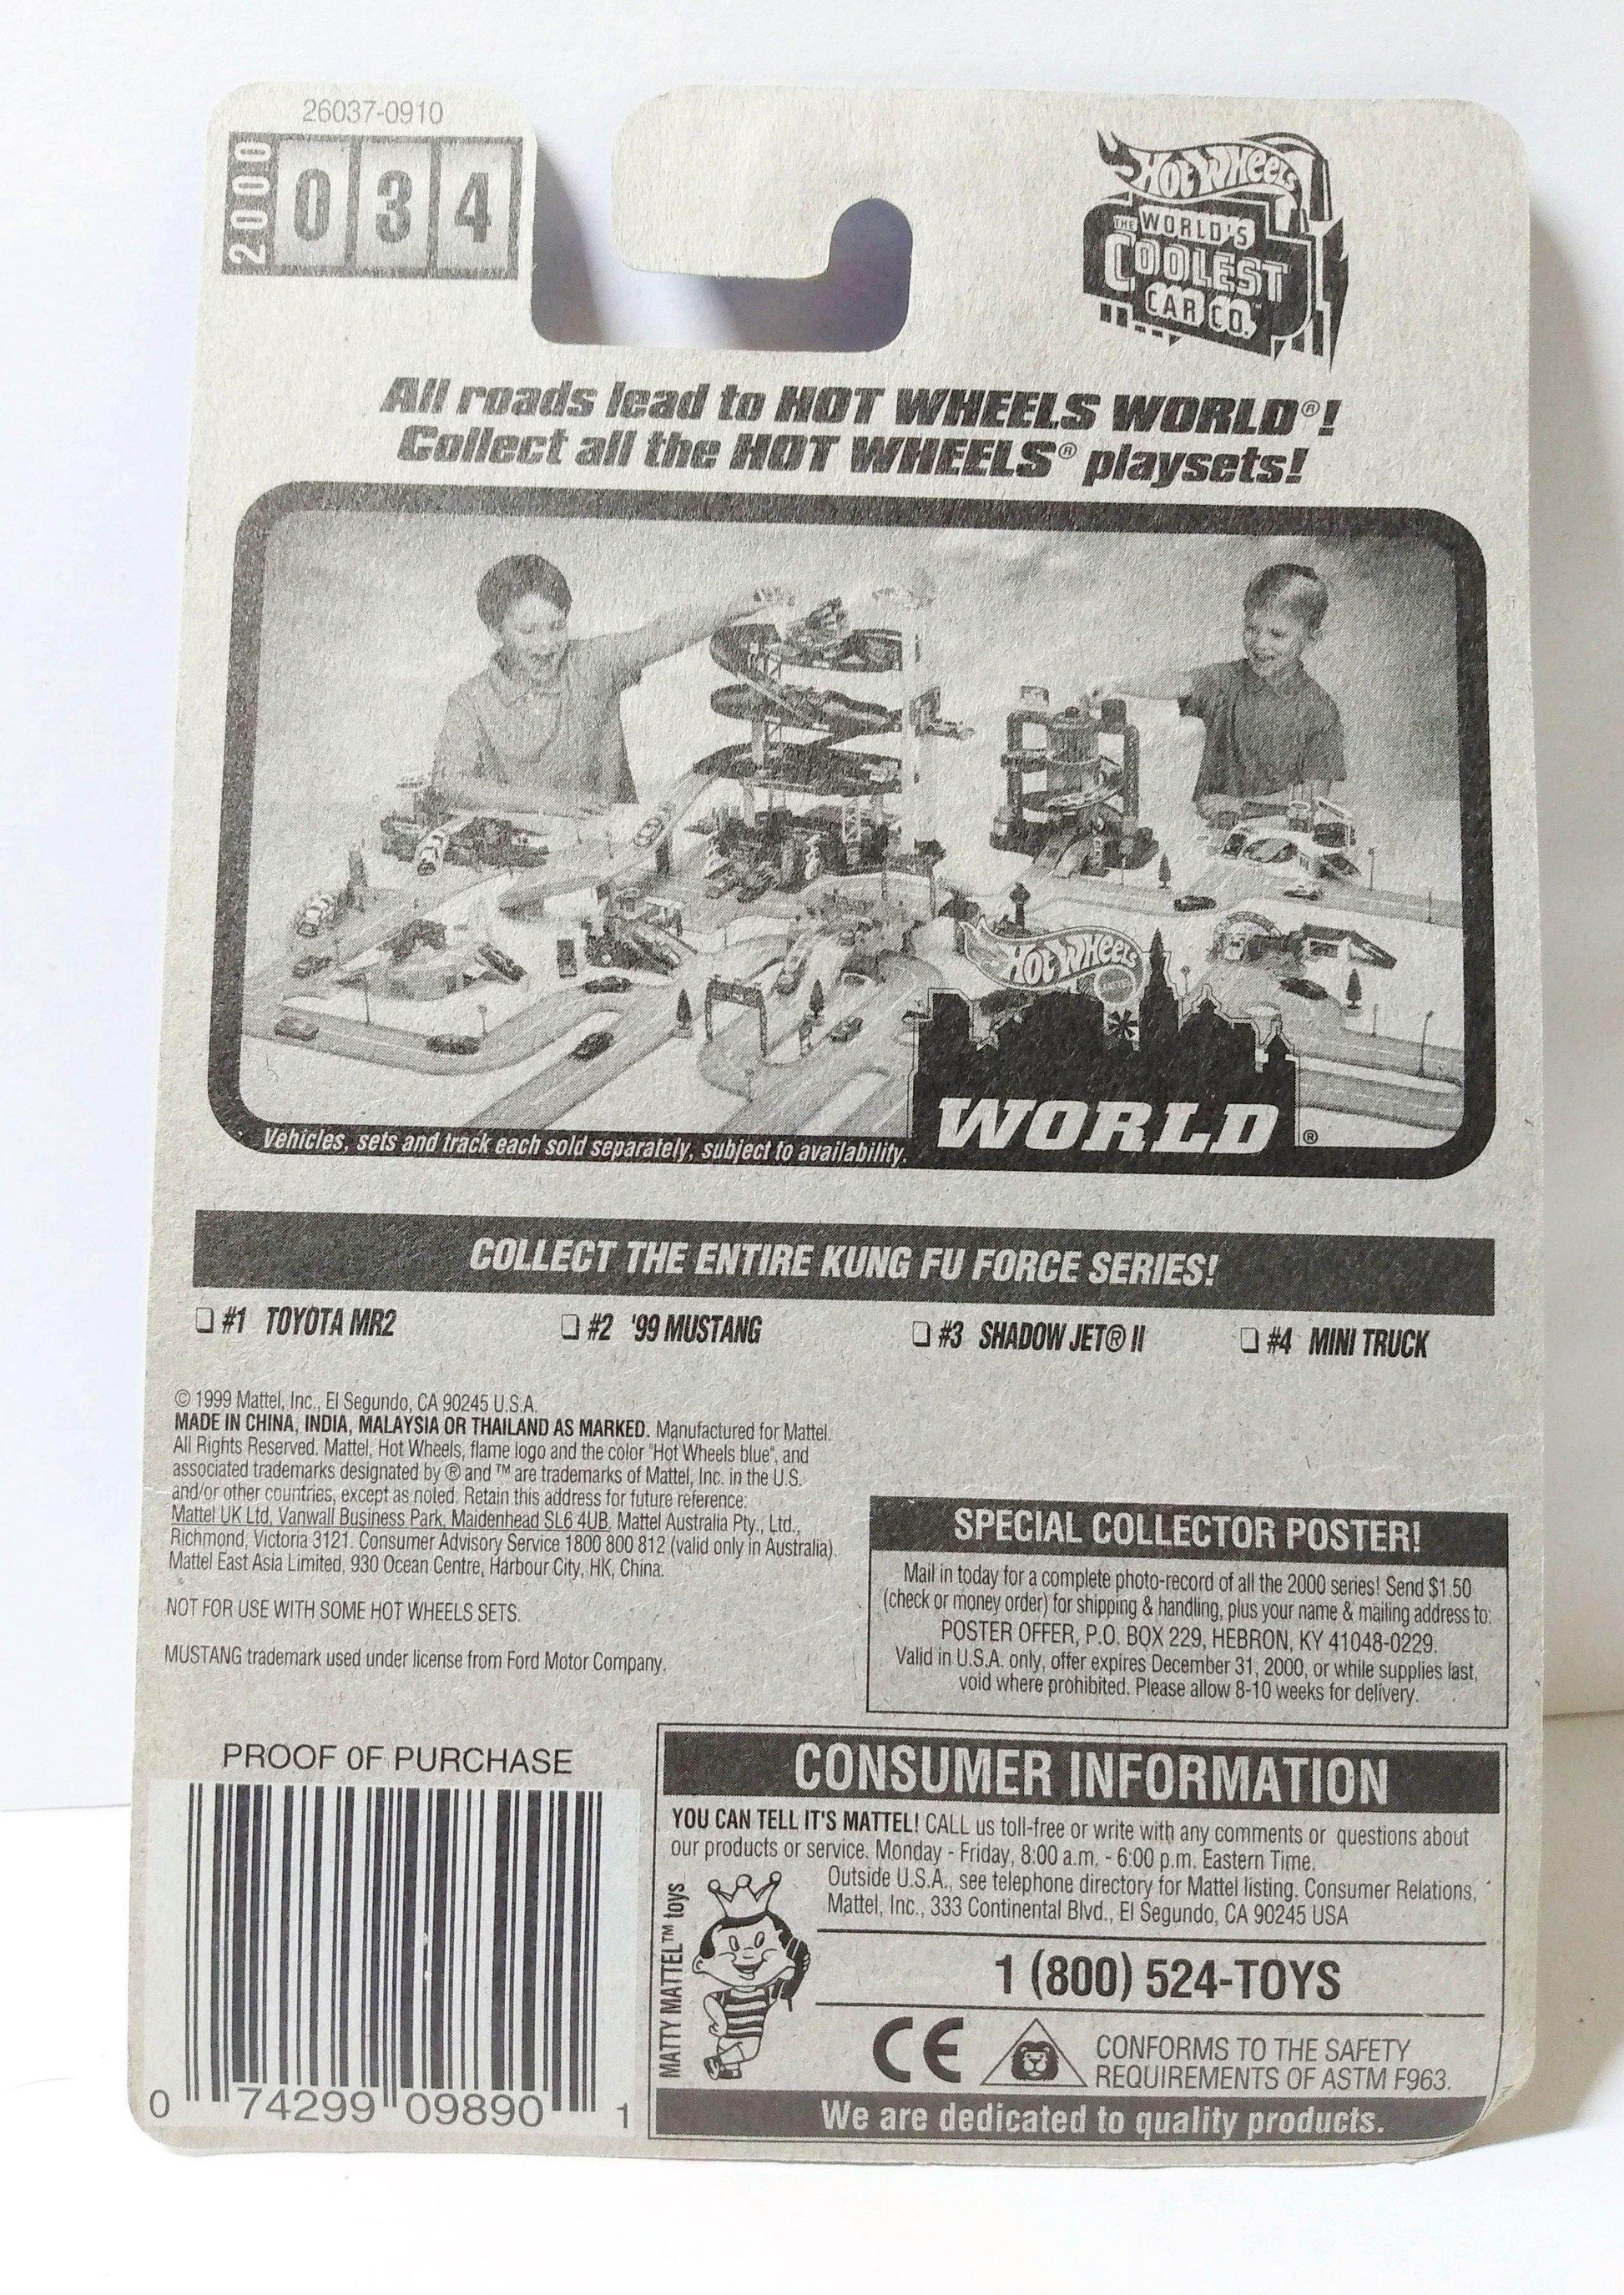 26037-0910
2000
034
Hot Wheels
THE WORLD'S
COOLEST
CAR CO.™
All roads lead to HOT WHEELS WORLD®!
Collect all the HOT WHEELS® playsets!
Hot Wheels
WORLD®
Vehicles, sets and track each sold separately, subject to availability.
COLLECT THE ENTIRE KUNG FU FORCE SERIES!
❏ #1 TOYOTA MR2 ❏ #2 '99 MUSTANG ❏ #3 SHADOW JET® II ❏ #4 MINI TRUCK
© 1999 Mattel, Inc., El Segundo, CA 90245 U.S.A.
MADE IN CHINA, INDIA, MALAYSIA OR THAILAND AS MARKED. Manufactured for Mattel.
All Rights Reserved. Mattel, Hot Wheels, flame logo and the color "Hot Wheels blue", and
associated trademarks designated by ® and ™ are trademarks of Mattel, Inc. in the U.S.
and/or other countries, except as noted. Retain this address for future reference:
Mattel UK Ltd, Vanwall Business Park, Maidenhead SL6 4UB. Mattel Australia Pty., Ltd.,
Richmond, Victoria 3121. Consumer Advisory Service 1800 800 812 (valid only in Australia).
Mattel East Asia Limited, 930 Ocean Centre, Harbour City, HK, China.
NOT FOR USE WITH SOME HOT WHEELS SETS.
MUSTANG trademark used under license from Ford Motor Company.
SPECIAL COLLECTOR POSTER!
Mail in today for a complete photo-record of all the 2000 series! Send $1.50
(check or money order) for shipping & handling, plus your name & mailing address to:
POSTER OFFER, P.O. BOX 229, HEBRON, KY 41048-0229.
Valid in U.S.A. only, offer expires December 31, 2000, or while supplies last,
void where prohibited. Please allow 8-10 weeks for delivery.
PROOF OF PURCHASE
0 74299 09890 1
CONSUMER INFORMATION
YOU CAN TELL IT'S MATTEL! CALL us toll-free or write with any comments or questions about
our products or service. Monday - Friday, 8:00 a.m. - 6:00 p.m. Eastern Time.
Outside U.S.A., see telephone directory for Mattel listing. Consumer Relations,
Mattel, Inc., 333 Continental Blvd., El Segundo, CA 90245 USA
MATTY MATTEL™ toys
1 (800) 524-TOYS
CE
CONFORMS TO THE SAFETY
REQUIREMENTS OF ASTM F963.
We are dedicated to quality products.